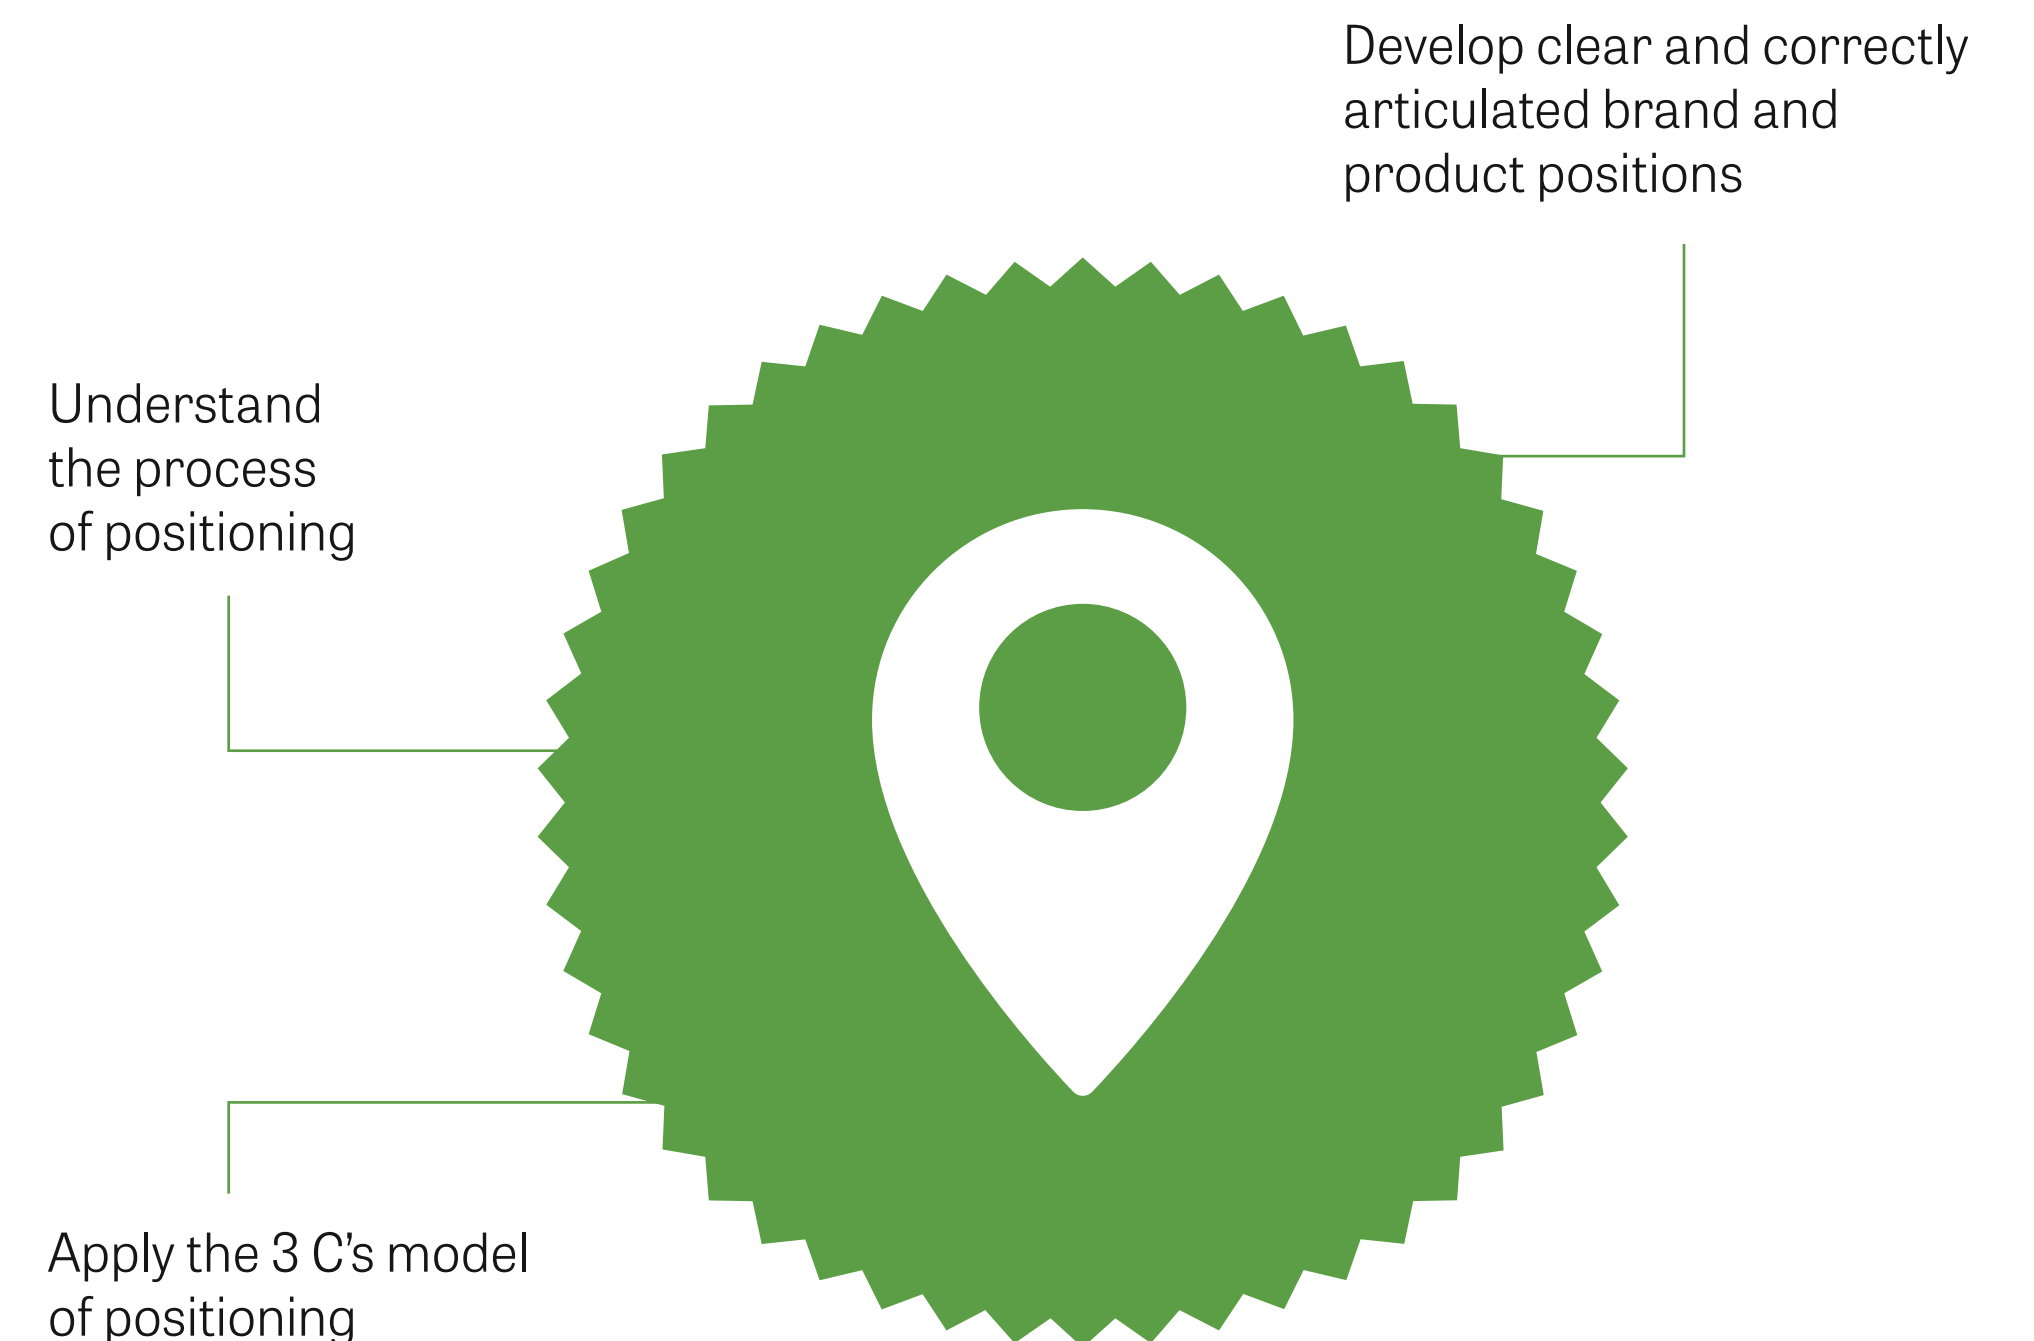 Develop clear and correctly
articulated brand and
product positions
Understand
the process
of positioning
Apply the 3 C’s model
of positioning